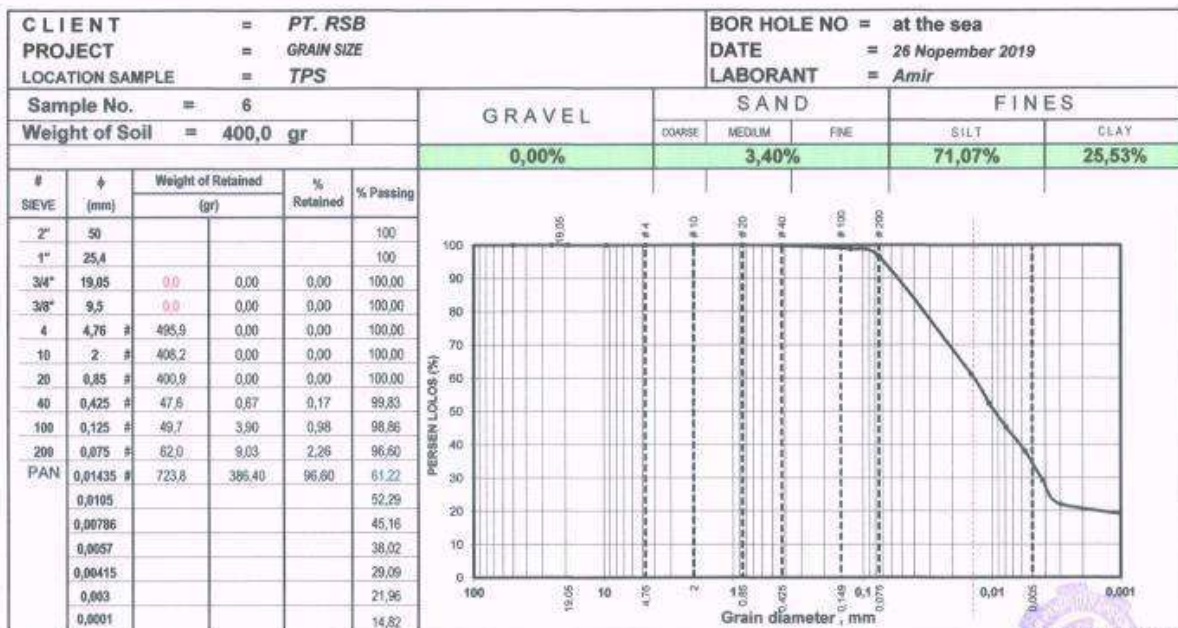 CLIENT = PT. RSB
PROJECT = GRAIN SIZE
LOCATION SAMPLE = TPS
BOR HOLE NO = at the sea
DATE = 26 Nopember 2019
LABORANT = Amir
Sample No. = 6
Weight of Soil = 400,0 gr
GRAVEL SAND FINES
COARSE MEDIUM FINE SILT CLAY
0,00% 3,40% 71,07% 25,53%
# SIEVE ϕ (mm) Weight of Retained (gr) % Retained % Passing
2" 50 100
1" 25,4 100
3/4" 19,05 0,0 0,00 0,00 100,00
3/8" 9,5 0,0 0,00 0,00 100,00
4 4,76 # 495,9 0,00 0,00 100,00
10 2 # 408,2 0,00 0,00 100,00
20 0,85 # 400,9 0,00 0,00 100,00
40 0,425 # 47,6 0,67 0,17 99,83
100 0,125 # 49,7 3,90 0,98 98,86
200 0,075 # 62,0 9,03 2,26 96,60
PAN 0,01435 # 723,8 386,40 96,60 61,22
0,0105 52,29
0,00786 45,16
0,0057 38,02
0,00415 29,09
0,003 21,96
0,0001 14,82
19.05 # 4 # 10 # 20 # 40 # 100 # 200
PERSEN LOLOS (%)
100
90
80
70
60
50
40
30
20
10
0
100 19,05 10 4,76 2 1 0,85 0,425 0,149 0,1 0,075 0,01 0,005 0,001
Grain diameter , mm